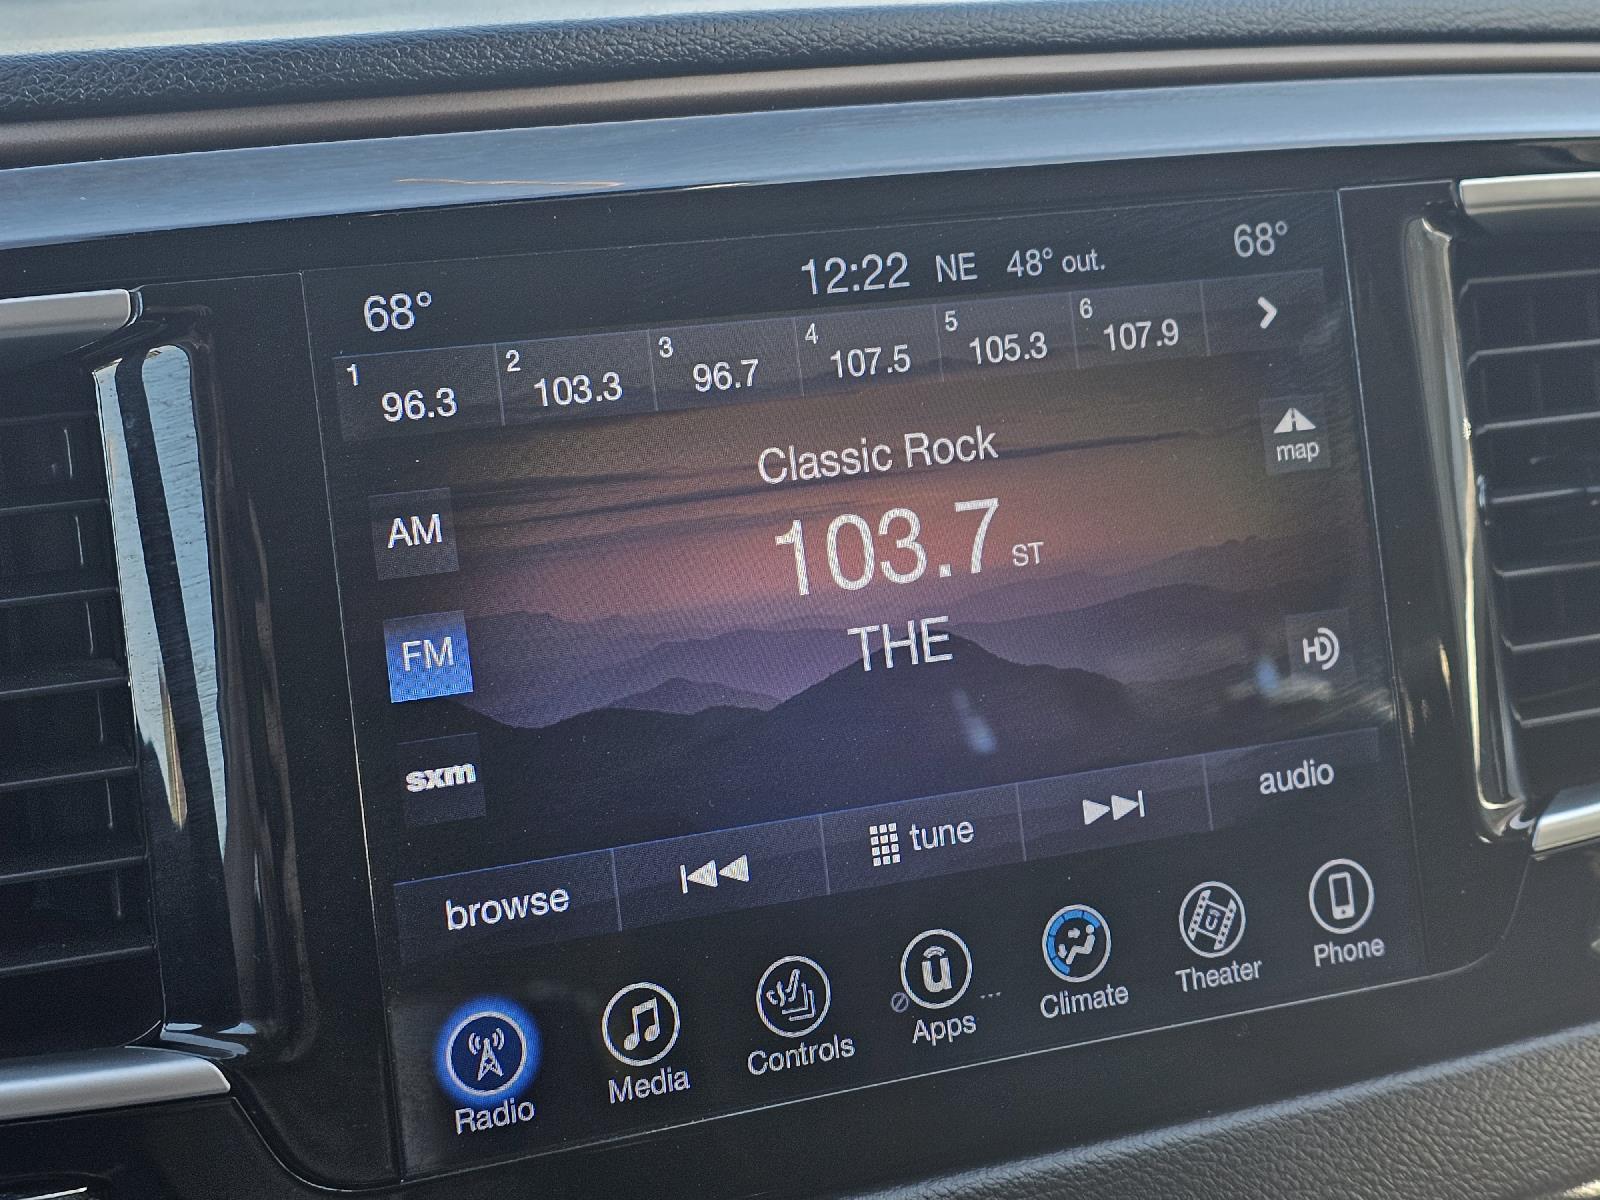 68° 12:22 NE 48° out. 68°
1 96.3 2 103.3 3 96.7 4 107.5 5 105.3 6 107.9
Classic Rock
map
AM
103.7 ST
FM
THE
HD
sxm
browse tune audio
Radio Media Controls Apps Climate Theater Phone